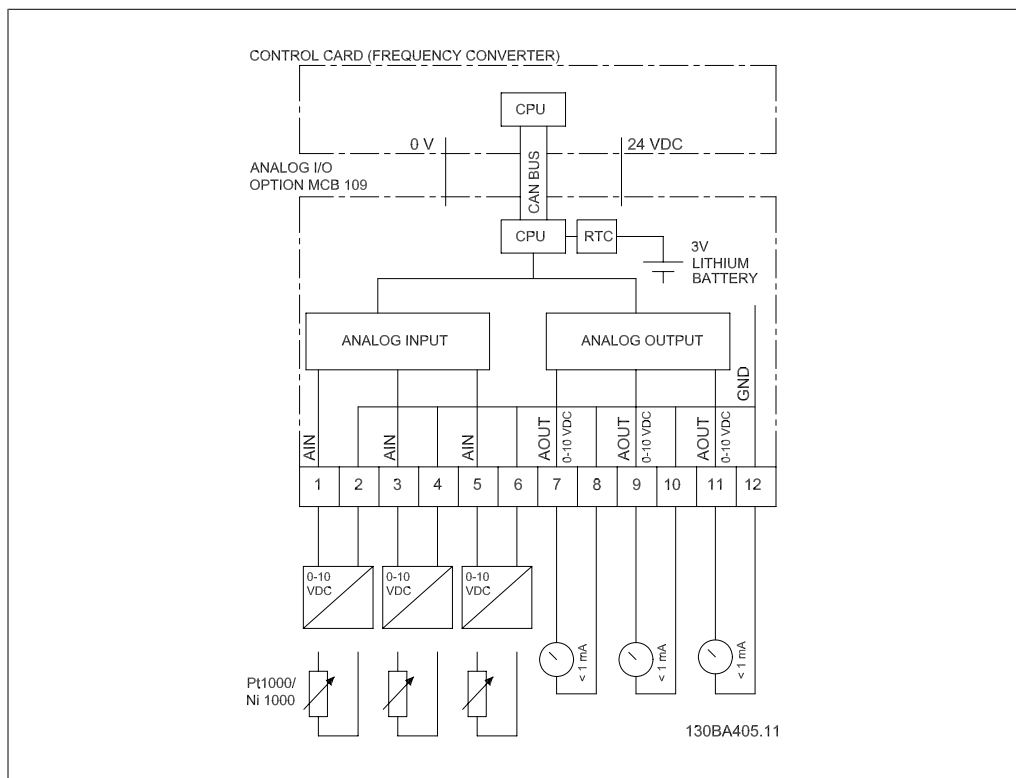 CONTROL CARD (FREQUENCY CONVERTER)
CPU
0 V
24 VDC
CAN BUS
ANALOG I/O
OPTION MCB 109
CPU
RTC
3V
LITHIUM
BATTERY
ANALOG INPUT
ANALOG OUTPUT
GND
AIN
AIN
AIN
AOUT
0-10 VDC
AOUT
0-10 VDC
AOUT
0-10 VDC
1 2 3 4 5 6 7 8 9 10 11 12
0-10
VDC
0-10
VDC
0-10
VDC
< 1 mA
< 1 mA
< 1 mA
Pt1000/
Ni 1000
130BA405.11